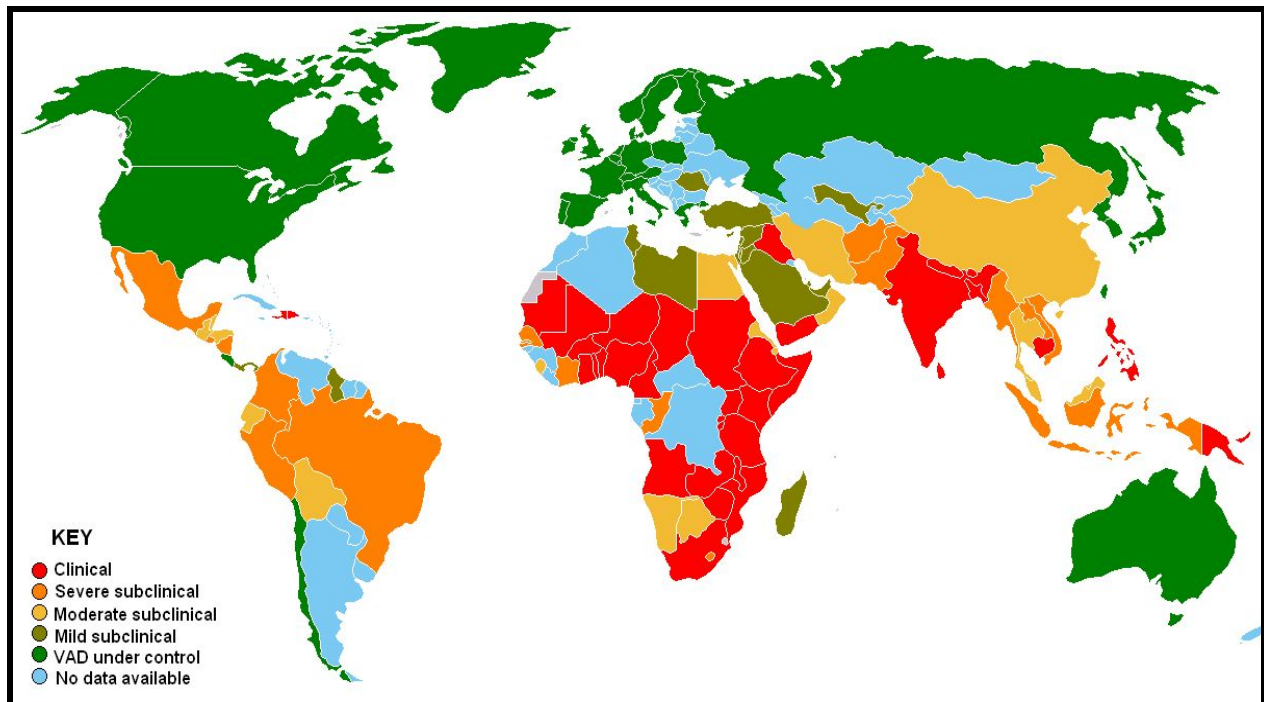 KEY
Clinical
Severe subclinical
Moderate subclinical
Mild subclinical
VAD under control
No data available